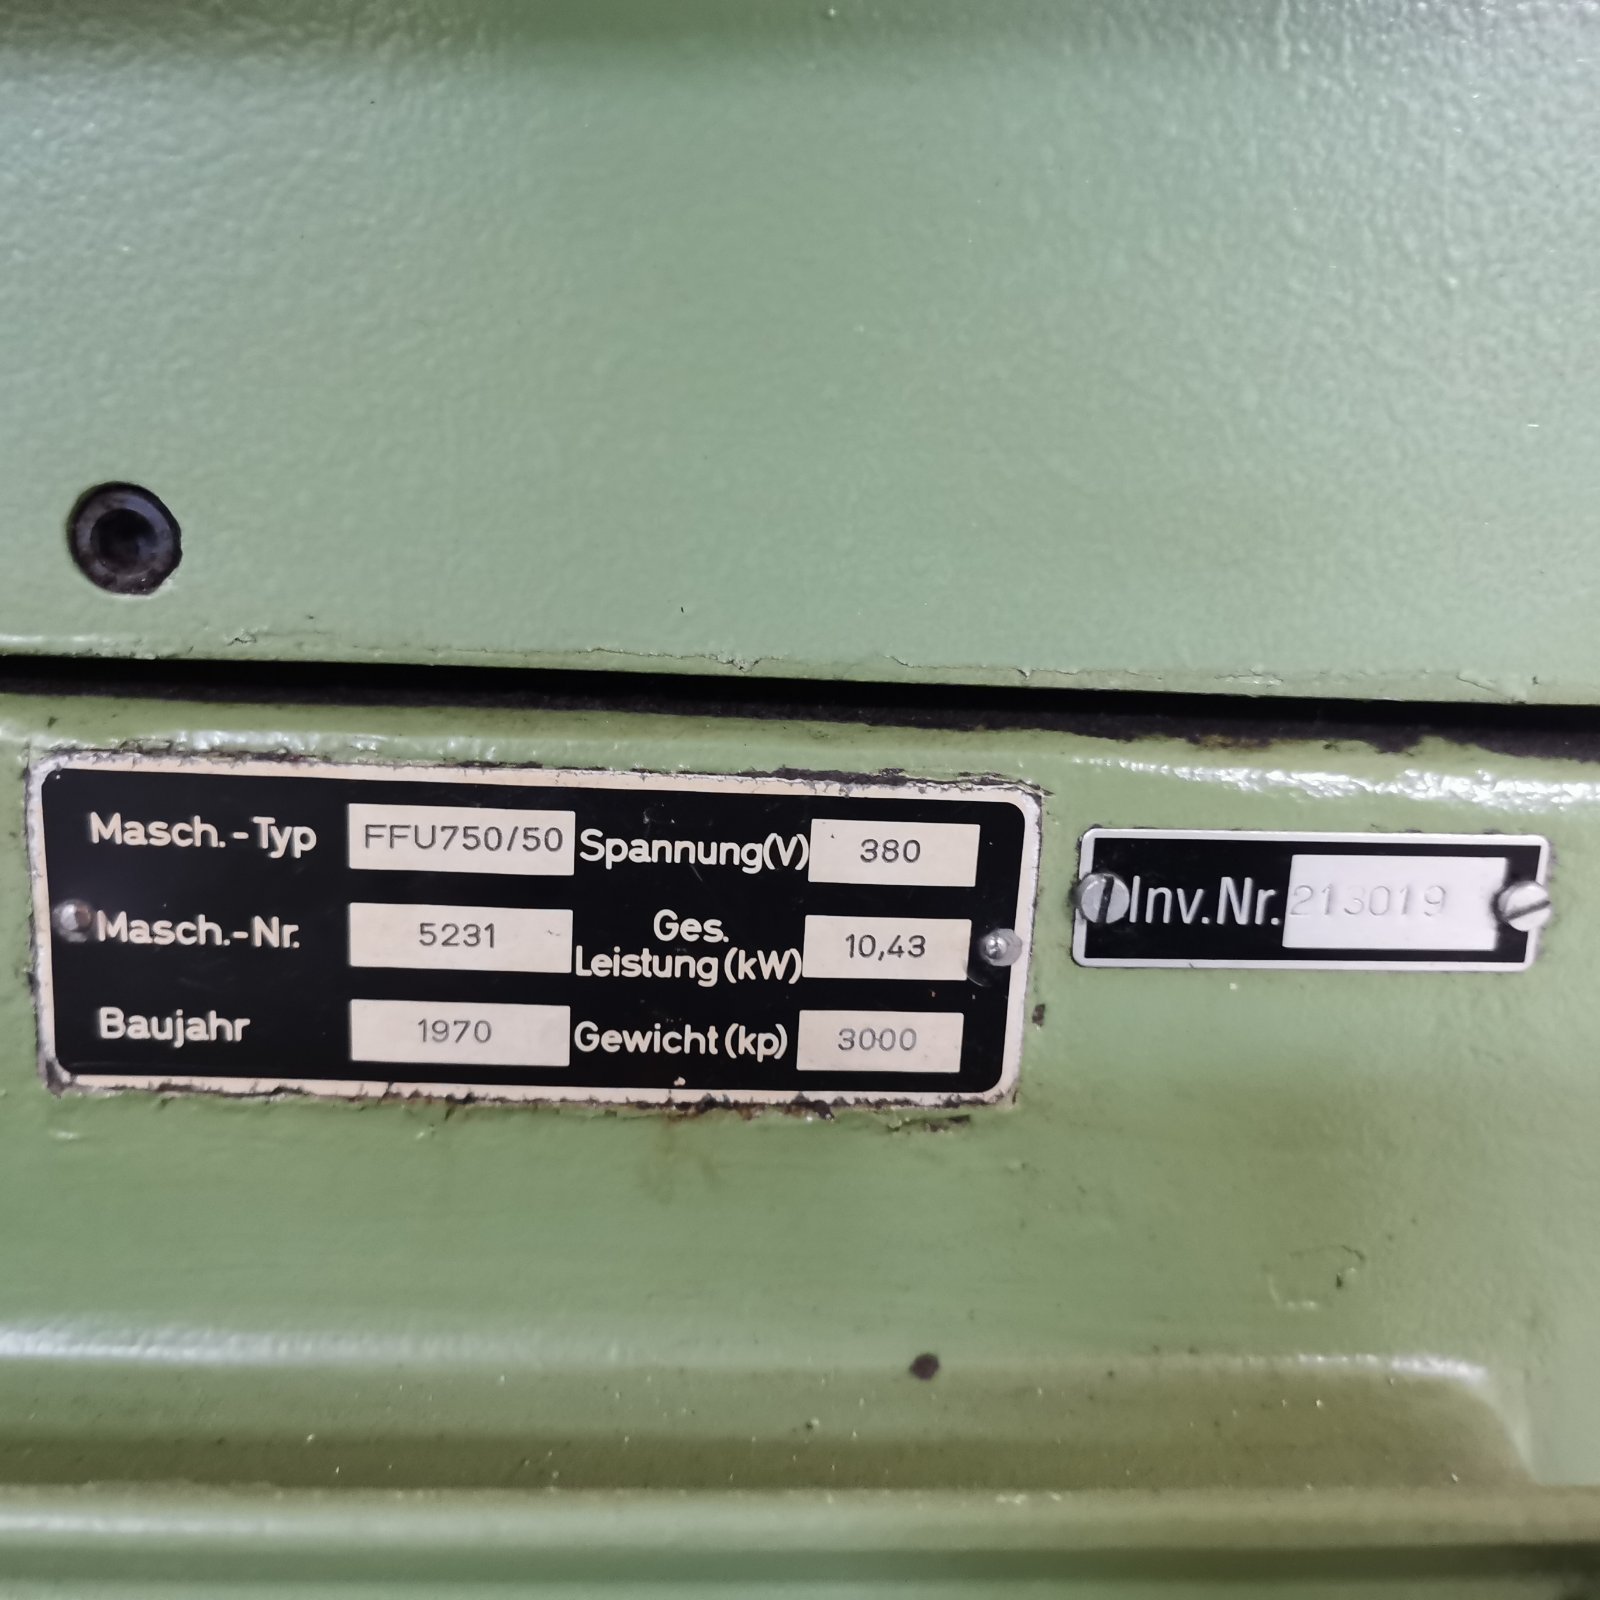 Masch.-Typ FFU750/50 Spannung(V) 380
Masch.-Nr. 5231 Ges. Leistung(kW) 10,43
Baujahr 1970 Gewicht(kp) 3000
Inv.Nr. 213019